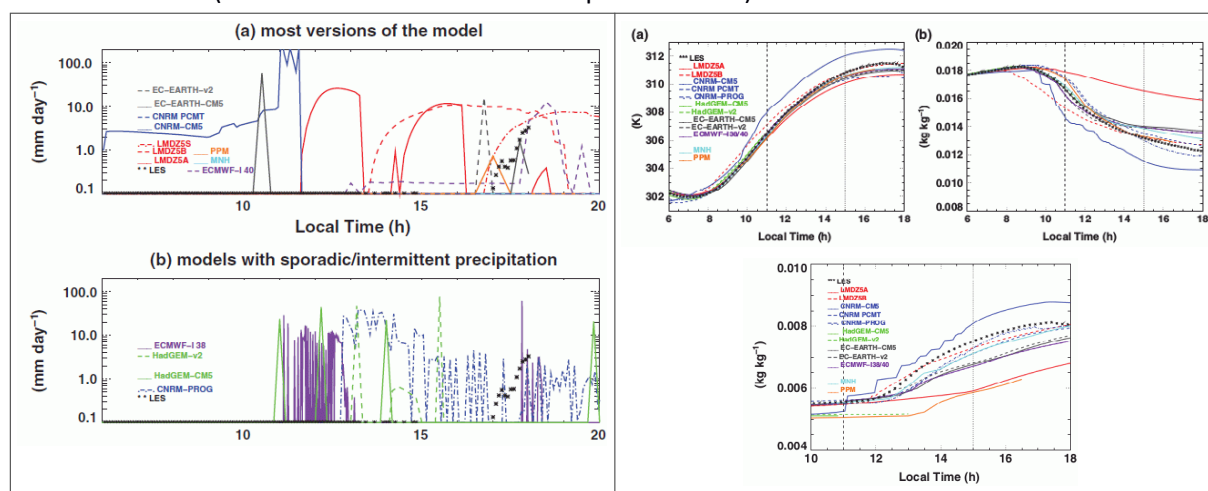 (a) most versions of the model
100.0
10.0
1.0
0.1
(mm day⁻¹)
EC-EARTH-v2
EC-EARTH-CM5
CNRM PCMT
CNRM-CM5
LMDZ5S
LMDZ5B
LMDZ5A
** LES
PPM
MNH
ECMWF-I 40
10 15 20
Local Time (h)
(b) models with sporadic/intermittent precipitation
100.0
10.0
1.0
0.1
(mm day⁻¹)
ECMWF-I 38
HadGEM-v2
HadGEM-CM5
CNRM-PROG
** LES
10 15 20
Local Time (h)
(a)
312
310
308
306
304
302
(K)
*** LES
LMDZ5A
LMDZ5B
CNRM-CM5
CNRM PCMT
CNRM-PROG
HadGEM-CM5
HadGEM-v2
EC-EARTH-CM5
EC-EARTH-v2
ECMWF-I36/40
MNH
PPM
6 8 10 12 14 16 18
Local Time (h)
(b)
0.020
0.018
0.016
0.014
0.012
0.010
0.008
(kg kg⁻¹)
6 8 10 12 14 16 18
Local Time (h)
0.010
0.008
0.006
0.004
(kg kg⁻¹)
LES
LMDZ5A
LMDZ5B
CNRM-CM5
CNRM PCMT
CNRM-PROG
HadGEM-CM5
HadGEM-v2
EC-EARTH-CM5
EC-EARTH-v2
ECMWF-I38/40
MNH
PPM
10 12 14 16 18
Local Time (h)